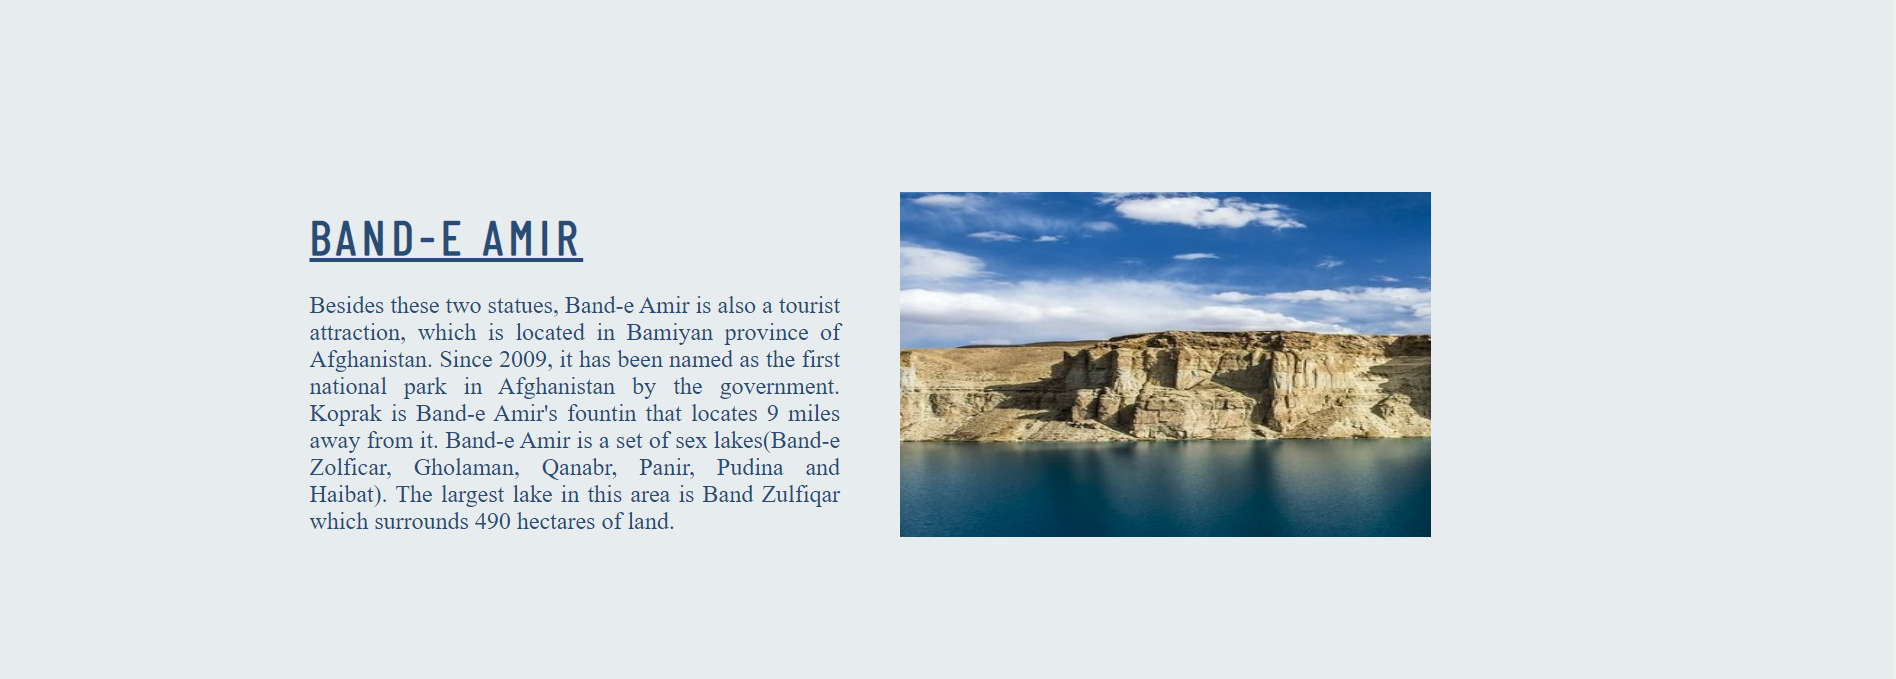 BAND-E AMIR
Besides these two statues, Band-e Amir is also a tourist
attraction, which is located in Bamiyan province of
Afghanistan. Since 2009, it has been named as the first
national park in Afghanistan by the government.
Koprak is Band-e Amir's fountin that locates 9 miles
away from it. Band-e Amir is a set of sex lakes(Band-e
Zolficar, Gholaman, Qanabr, Panir, Pudina and
Haibat). The largest lake in this area is Band Zulfiqar
which surrounds 490 hectares of land.